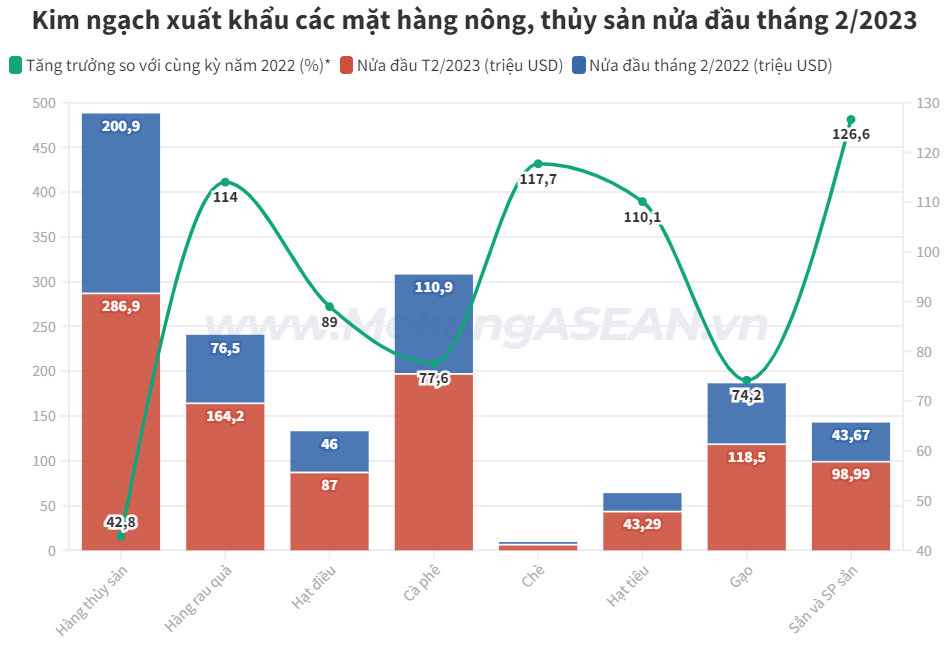 Kim ngạch xuất khẩu các mặt hàng nông, thủy sản nửa đầu tháng 2/2023
Tăng trưởng so với cùng kỳ năm 2022 (%)* Nửa đầu T2/2023 (triệu USD) Nửa đầu tháng 2/2022 (triệu USD)
500 130
450 120
400 110
350 100
300 90
250 80
200 70
150 60
100 50
50 40
0
200,9
286,9
42,8
114
76,5
164,2
89
46
87
110,9
77,6
117,7
110,1
43,29
74,2
118,5
126,6
43,67
98,99
www.MekongASEAN.vn
Hàng thủy sản
Hàng rau quả
Hạt điều
Cà phê
Chè
Hạt tiêu
Gạo
Sắn và SP sắn